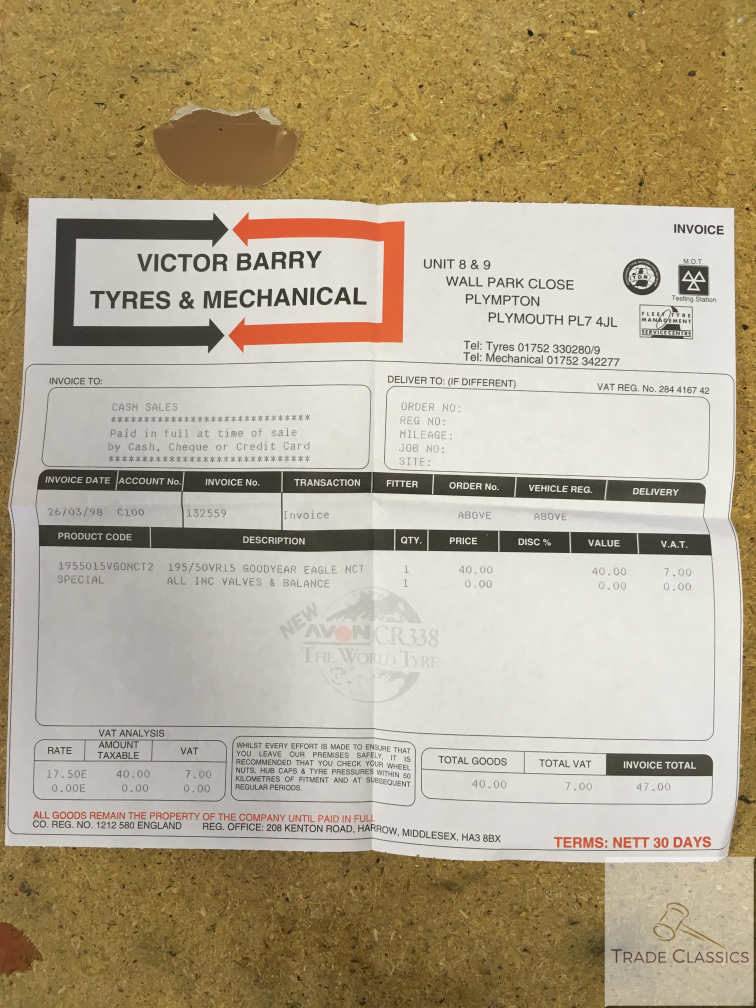 INVOICE
VICTOR BARRY
TYRES & MECHANICAL
UNIT 8 & 9
WALL PARK CLOSE
PLYMPTON
PLYMOUTH PL7 4JL
Tel: Tyres 01752 330280/9
Tel: Mechanical 01752 342277
M.O.T.
Testing Station
FLEET TYRE
MANAGEMENT
SERVICE CENTRE
INVOICE TO:
DELIVER TO: (IF DIFFERENT)
VAT REG. No. 284 4167 42
CASH SALES
******************************
Paid in full at time of sale
by Cash, Cheque or Credit Card
******************************
ORDER NO:
REG NO:
MILEAGE:
JOB NO:
SITE:
INVOICE DATE ACCOUNT No. INVOICE No. TRANSACTION FITTER ORDER No. VEHICLE REG. DELIVERY
26/03/98 C100 132559 Invoice ABOVE ABOVE
PRODUCT CODE DESCRIPTION QTY. PRICE DISC % VALUE V.A.T.
1955015VGONCT2 195/50VR15 GOODYEAR EAGLE NCT 1 40.00 40.00 7.00
SPECIAL ALL INC VALVES & BALANCE 1 0.00 0.00 0.00
NEW
AVON CR338
THE WORLD TYRE
VAT ANALYSIS
RATE AMOUNT TAXABLE VAT
17.50E 40.00 7.00
0.00E 0.00 0.00
WHILST EVERY EFFORT IS MADE TO ENSURE THAT
YOU LEAVE OUR PREMISES SAFELY, IT IS
RECOMMENDED THAT YOU CHECK YOUR WHEEL
NUTS, HUB CAPS & TYRE PRESSURES WITHIN 50
KILOMETRES OF FITMENT AND AT SUBSEQUENT
REGULAR PERIODS.
TOTAL GOODS TOTAL VAT INVOICE TOTAL
40.00 7.00 47.00
ALL GOODS REMAIN THE PROPERTY OF THE COMPANY UNTIL PAID IN FULL
CO. REG. NO. 1212 580 ENGLAND REG. OFFICE: 208 KENTON ROAD, HARROW, MIDDLESEX, HA3 8BX
TERMS: NETT 30 DAYS
TRADE CLASSICS